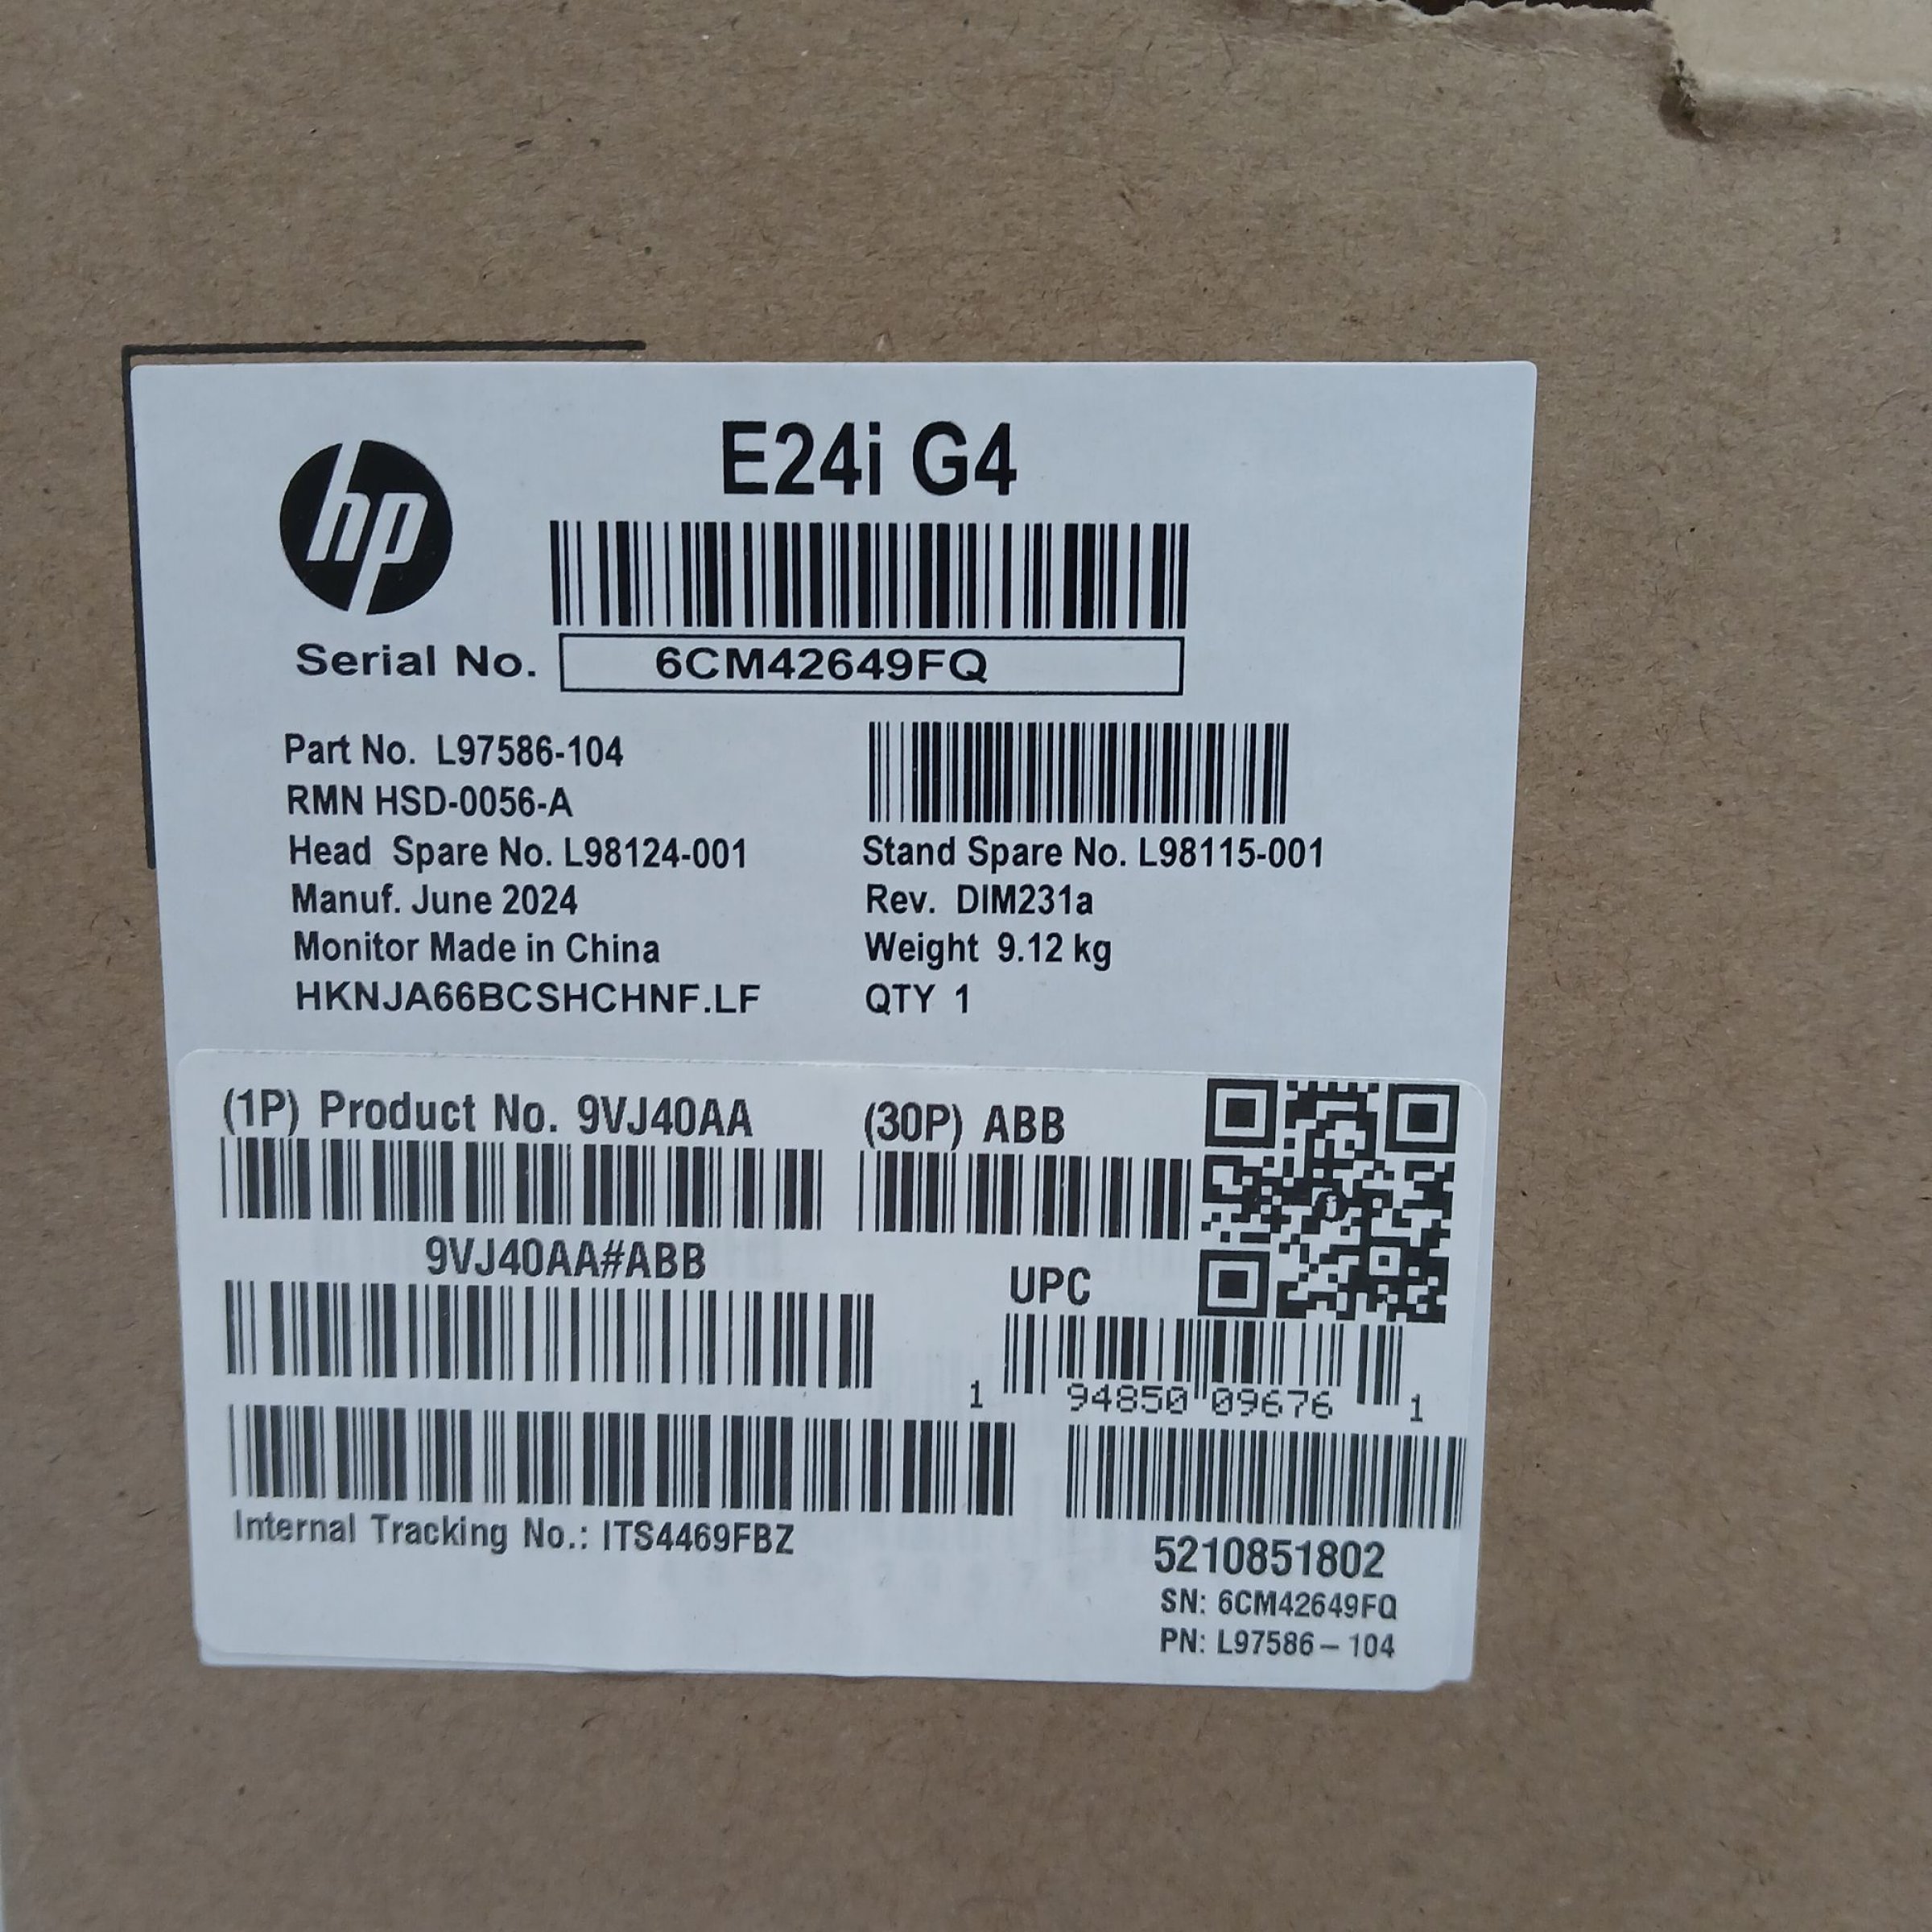 hp
E24i G4
Serial No. 6CM42649FQ
Part No. L97586-104
RMN HSD-0056-A
Head Spare No. L98124-001
Stand Spare No. L98115-001
Manuf. June 2024
Rev. DIM231a
Monitor Made in China
Weight 9.12 kg
HKNJA66BCSHCHNF.LF
QTY 1
(1P) Product No. 9VJ40AA
(30P) ABB
9VJ40AA#ABB
UPC
1 94850 09676 1
Internal Tracking No.: ITS4469FBZ
5210851802
SN: 6CM42649FQ
PN: L97586-104